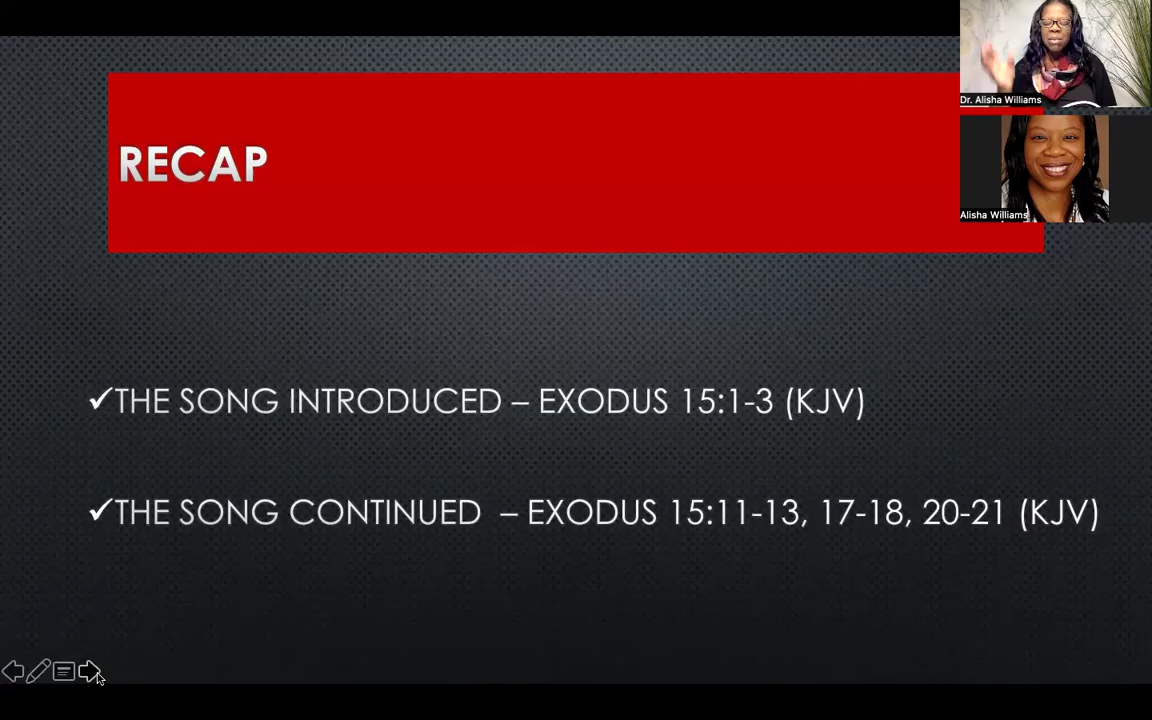 RECAP
Dr. Alisha Williams
Alisha Williams
✓THE SONG INTRODUCED – EXODUS 15:1-3 (KJV)
✓THE SONG CONTINUED – EXODUS 15:11-13, 17-18, 20-21 (KJV)